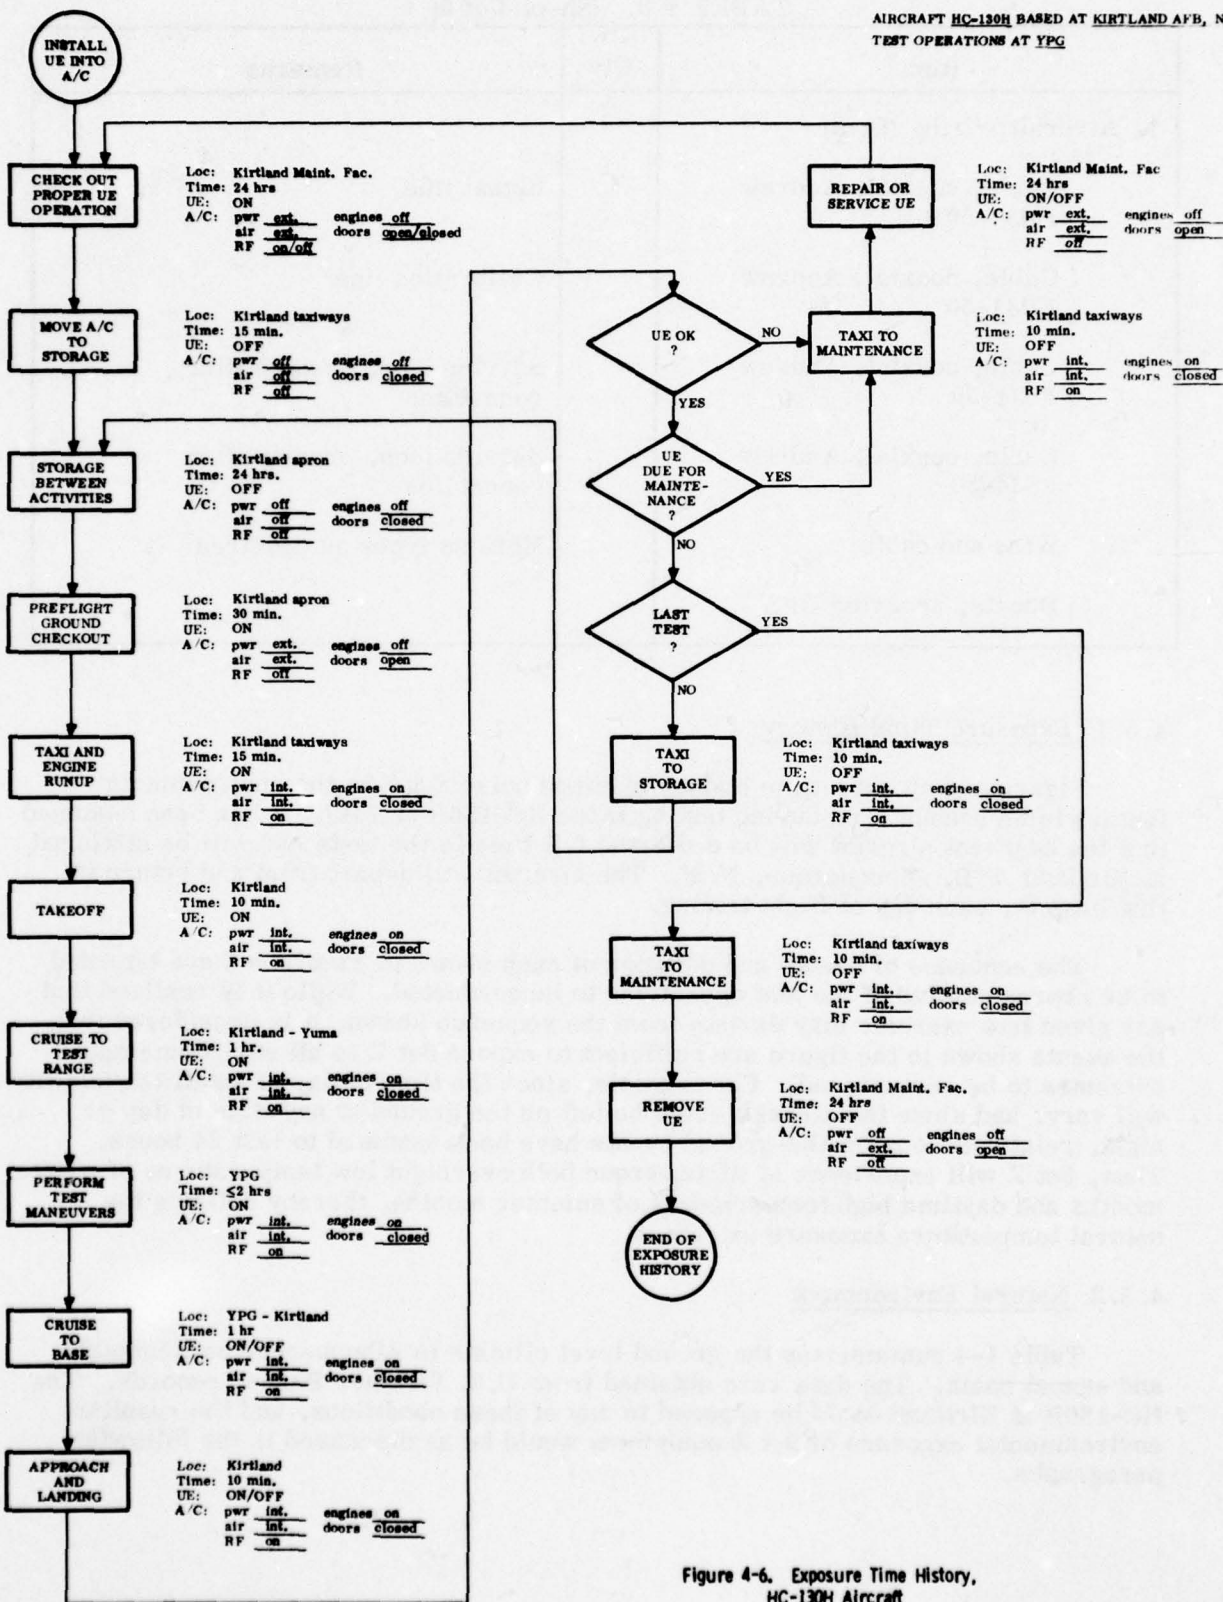 AIRCRAFT HC-130H BASED AT KIRTLAND AFB, N
TEST OPERATIONS AT YPG
INSTALL
UE INTO
A/C
CHECK OUT
PROPER UE
OPERATION
Loc: Kirtland Maint. Fac.
Time: 24 hrs
UE: ON
A/C: pwr ext. engines off
air ext. doors open/closed
RF on/off
MOVE A/C
TO
STORAGE
Loc: Kirtland taxiways
Time: 15 min.
UE: OFF
A/C: pwr off engines off
air off doors closed
RF off
STORAGE
BETWEEN
ACTIVITIES
Loc: Kirtland apron
Time: 24 hrs.
UE: OFF
A/C: pwr off engines off
air off doors closed
RF off
PREFLIGHT
GROUND
CHECKOUT
Loc: Kirtland apron
Time: 30 min.
UE: ON
A/C: pwr ext. engines off
air ext. doors open
RF off
TAXI AND
ENGINE
RUNUP
Loc: Kirtland taxiways
Time: 15 min.
UE: ON
A/C: pwr int. engines on
air int. doors closed
RF on
TAKEOFF
Loc: Kirtland
Time: 10 min.
UE: ON
A/C: pwr int. engines on
air int. doors closed
RF on
CRUISE TO
TEST
RANGE
Loc: Kirtland - Yuma
Time: 1 hr.
UE: ON
A/C: pwr int. engines on
air int. doors closed
RF on
PERFORM
TEST
MANEUVERS
Loc: YPG
Time: ≤2 hrs
UE: ON
A/C: pwr int. engines on
air int. doors closed
RF on
CRUISE
TO
BASE
Loc: YPG - Kirtland
Time: 1 hr
UE: ON/OFF
A/C: pwr int. engines on
air int. doors closed
RF on
APPROACH
AND
LANDING
Loc: Kirtland
Time: 10 min.
UE: ON/OFF
A/C: pwr int. engines on
air int. doors closed
RF on
UE OK
?
NO
YES
TAXI TO
MAINTENANCE
Loc: Kirtland taxiways
Time: 10 min.
UE: OFF
A/C: pwr int. engines on
air int. doors closed
RF on
REPAIR OR
SERVICE UE
Loc: Kirtland Maint. Fac
Time: 24 hrs
UE: ON/OFF
A/C: pwr ext. engines off
air ext. doors open
RF off
UE
DUE FOR
MAINTE-
NANCE
?
YES
NO
LAST
TEST
?
YES
NO
TAXI
TO
STORAGE
Loc: Kirtland taxiways
Time: 10 min.
UE: OFF
A/C: pwr int. engines on
air int. doors closed
RF on
TAXI
TO
MAINTENANCE
Loc: Kirtland taxiways
Time: 10 min.
UE: OFF
A/C: pwr int. engines on
air int. doors closed
RF on
REMOVE
UE
Loc: Kirtland Maint. Fac.
Time: 24 hrs
UE: OFF
A/C: pwr off engines off
air ext. doors open
RF off
END OF
EXPOSURE
HISTORY
Figure 4-6. Exposure Time History,
HC-130H Aircraft